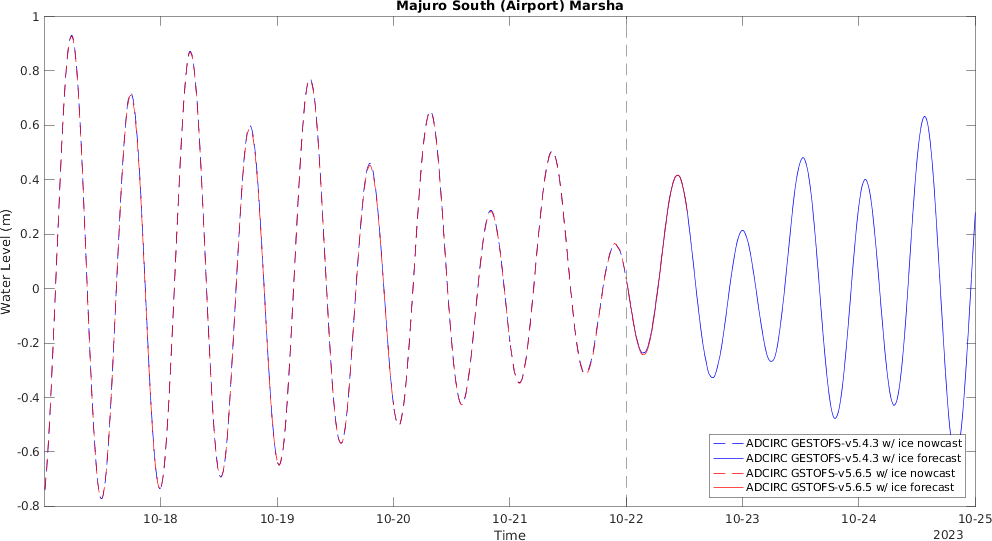 Majuro South (Airport) Marsha
1
0.8
0.6
0.4
0.2
0
-0.2
-0.4
-0.6
-0.8
Water Level (m)
ADCIRC GESTOFS-v5.4.3 w/ ice nowcast
ADCIRC GESTOFS-v5.4.3 w/ ice forecast
ADCIRC GSTOFS-v5.6.5 w/ ice nowcast
ADCIRC GSTOFS-v5.6.5 w/ ice forecast
10-18 10-19 10-20 10-21 10-22 10-23 10-24 10-25
Time
2023